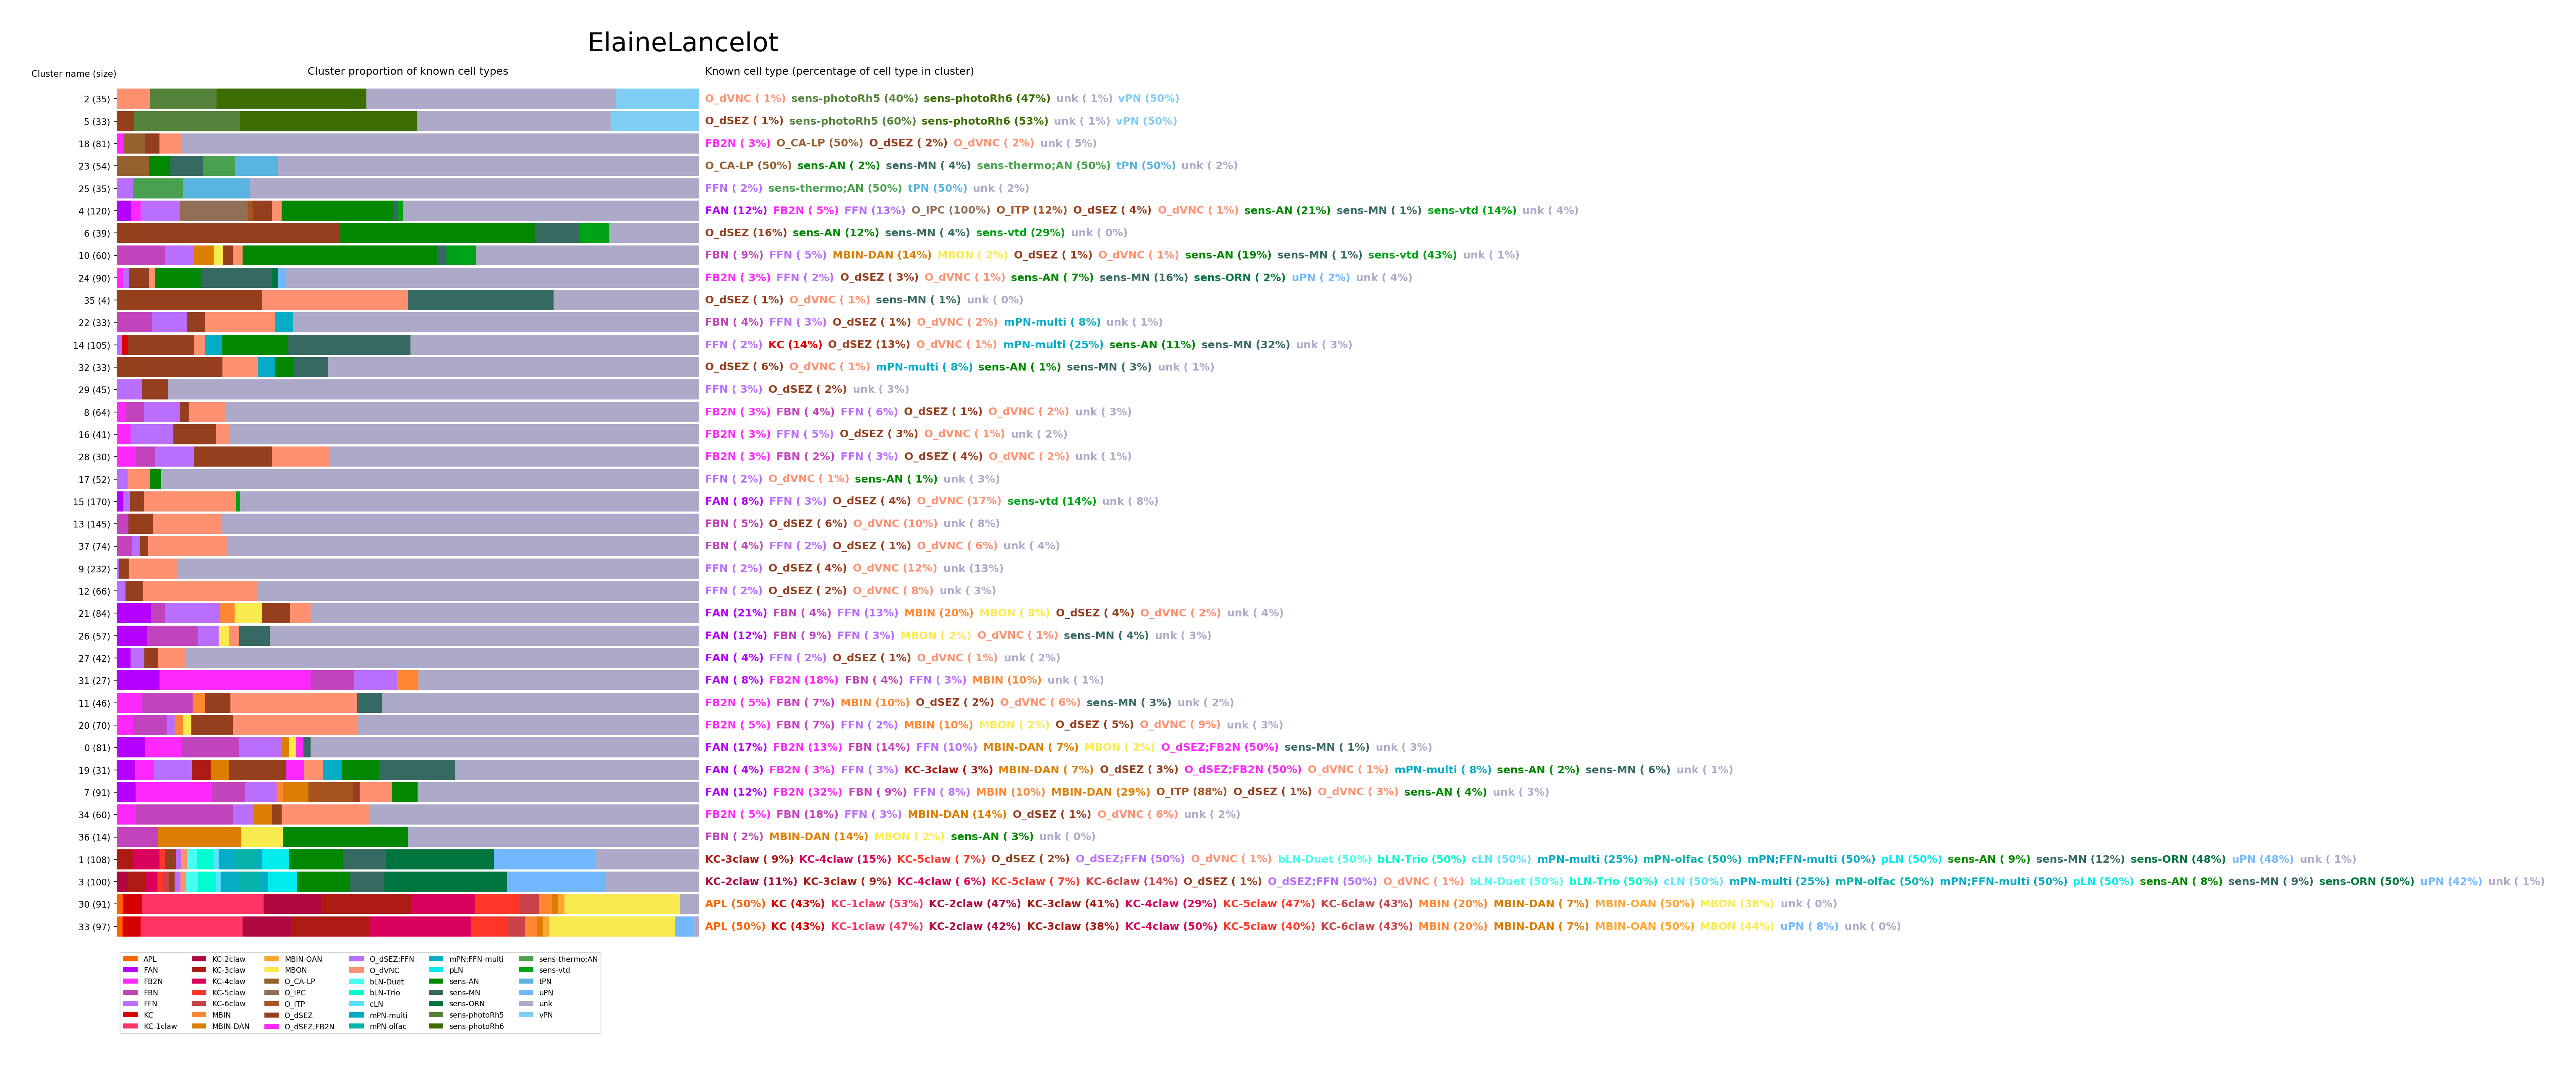 ElaineLancelot
Cluster name (size) Cluster proportion of known cell types Known cell type (percentage of cell type in cluster)
2 (35) O_dVNC ( 1%) sens-photoRh5 (40%) sens-photoRh6 (47%) unk ( 1%) vPN (50%)
5 (33) O_dSEZ ( 1%) sens-photoRh5 (60%) sens-photoRh6 (53%) unk ( 1%) vPN (50%)
18 (81) FB2N ( 3%) O_CA-LP (50%) O_dSEZ ( 2%) O_dVNC ( 2%) unk ( 5%)
23 (54) O_CA-LP (50%) sens-AN ( 2%) sens-MN ( 4%) sens-thermo;AN (50%) tPN (50%) unk ( 2%)
25 (35) FFN ( 2%) sens-thermo;AN (50%) tPN (50%) unk ( 2%)
4 (120) FAN (12%) FB2N ( 5%) FFN (13%) O_IPC (100%) O_ITP (12%) O_dSEZ ( 4%) O_dVNC ( 1%) sens-AN (21%) sens-MN ( 1%) sens-vtd (14%) unk ( 4%)
6 (39) O_dSEZ (16%) sens-AN (12%) sens-MN ( 4%) sens-vtd (29%) unk ( 0%)
10 (60) FBN ( 9%) FFN ( 5%) MBIN-DAN (14%) MBON ( 2%) O_dSEZ ( 1%) O_dVNC ( 1%) sens-AN (19%) sens-MN ( 1%) sens-vtd (43%) unk ( 1%)
24 (90) FB2N ( 3%) FFN ( 2%) O_dSEZ ( 3%) O_dVNC ( 1%) sens-AN ( 7%) sens-MN (16%) sens-ORN ( 2%) uPN ( 2%) unk ( 4%)
35 (4) O_dSEZ ( 1%) O_dVNC ( 1%) sens-MN ( 1%) unk ( 0%)
22 (33) FBN ( 4%) FFN ( 3%) O_dSEZ ( 1%) O_dVNC ( 2%) mPN-multi ( 8%) unk ( 1%)
14 (105) FFN ( 2%) KC (14%) O_dSEZ (13%) O_dVNC ( 1%) mPN-multi (25%) sens-AN (11%) sens-MN (32%) unk ( 3%)
32 (33) O_dSEZ ( 6%) O_dVNC ( 1%) mPN-multi ( 8%) sens-AN ( 1%) sens-MN ( 3%) unk ( 1%)
29 (45) FFN ( 3%) O_dSEZ ( 2%) unk ( 3%)
8 (64) FB2N ( 3%) FBN ( 4%) FFN ( 6%) O_dSEZ ( 1%) O_dVNC ( 2%) unk ( 3%)
16 (41) FB2N ( 3%) FFN ( 5%) O_dSEZ ( 3%) O_dVNC ( 1%) unk ( 2%)
28 (30) FB2N ( 3%) FBN ( 2%) FFN ( 3%) O_dSEZ ( 4%) O_dVNC ( 2%) unk ( 1%)
17 (52) FFN ( 2%) O_dVNC ( 1%) sens-AN ( 1%) unk ( 3%)
15 (170) FAN ( 8%) FFN ( 3%) O_dSEZ ( 4%) O_dVNC (17%) sens-vtd (14%) unk ( 8%)
13 (145) FBN ( 5%) O_dSEZ ( 6%) O_dVNC (10%) unk ( 8%)
37 (74) FBN ( 4%) FFN ( 2%) O_dSEZ ( 1%) O_dVNC ( 6%) unk ( 4%)
9 (232) FFN ( 2%) O_dSEZ ( 4%) O_dVNC (12%) unk (13%)
12 (66) FFN ( 2%) O_dSEZ ( 2%) O_dVNC ( 8%) unk ( 3%)
21 (84) FAN (21%) FBN ( 4%) FFN (13%) MBIN (20%) MBON ( 8%) O_dSEZ ( 4%) O_dVNC ( 2%) unk ( 4%)
26 (57) FAN (12%) FBN ( 9%) FFN ( 3%) MBON ( 2%) O_dVNC ( 1%) sens-MN ( 4%) unk ( 3%)
27 (42) FAN ( 4%) FFN ( 2%) O_dSEZ ( 1%) O_dVNC ( 1%) unk ( 2%)
31 (27) FAN ( 8%) FB2N (18%) FBN ( 4%) FFN ( 3%) MBIN (10%) unk ( 1%)
11 (46) FB2N ( 5%) FBN ( 7%) MBIN (10%) O_dSEZ ( 2%) O_dVNC ( 6%) sens-MN ( 3%) unk ( 2%)
20 (70) FB2N ( 5%) FBN ( 7%) FFN ( 2%) MBIN (10%) MBON ( 2%) O_dSEZ ( 5%) O_dVNC ( 9%) unk ( 3%)
0 (81) FAN (17%) FB2N (13%) FBN (14%) FFN (10%) MBIN-DAN ( 7%) MBON ( 2%) O_dSEZ;FB2N (50%) sens-MN ( 1%) unk ( 3%)
19 (31) FAN ( 4%) FB2N ( 3%) FFN ( 3%) KC-3claw ( 3%) MBIN-DAN ( 7%) O_dSEZ ( 3%) O_dSEZ;FB2N (50%) O_dVNC ( 1%) mPN-multi ( 8%) sens-AN ( 2%) sens-MN ( 6%) unk ( 1%)
7 (91) FAN (12%) FB2N (32%) FBN ( 9%) FFN ( 8%) MBIN (10%) MBIN-DAN (29%) O_ITP (88%) O_dSEZ ( 1%) O_dVNC ( 3%) sens-AN ( 4%) unk ( 3%)
34 (60) FB2N ( 5%) FBN (18%) FFN ( 3%) MBIN-DAN (14%) O_dSEZ ( 1%) O_dVNC ( 6%) unk ( 2%)
36 (14) FBN ( 2%) MBIN-DAN (14%) MBON ( 2%) sens-AN ( 3%) unk ( 0%)
1 (108) KC-3claw ( 9%) KC-4claw (15%) KC-5claw ( 7%) O_dSEZ ( 2%) O_dSEZ;FFN (50%) O_dVNC ( 1%) bLN-Duet (50%) bLN-Trio (50%) cLN (50%) mPN-multi (25%) mPN-olfac (50%) mPN;FFN-multi (50%) pLN (50%) sens-AN ( 9%) sens-MN (12%) sens-ORN (48%) uPN (48%) unk ( 1%)
3 (100) KC-2claw (11%) KC-3claw ( 9%) KC-4claw ( 6%) KC-5claw ( 7%) KC-6claw (14%) O_dSEZ ( 1%) O_dSEZ;FFN (50%) O_dVNC ( 1%) bLN-Duet (50%) bLN-Trio (50%) cLN (50%) mPN-multi (25%) mPN-olfac (50%) mPN;FFN-multi (50%) pLN (50%) sens-AN ( 8%) sens-MN ( 9%) sens-ORN (50%) uPN (42%) unk ( 1%)
30 (91) APL (50%) KC (43%) KC-1claw (53%) KC-2claw (47%) KC-3claw (41%) KC-4claw (29%) KC-5claw (47%) KC-6claw (43%) MBIN (20%) MBIN-DAN ( 7%) MBIN-OAN (50%) MBON (38%) unk ( 0%)
33 (97) APL (50%) KC (43%) KC-1claw (47%) KC-2claw (42%) KC-3claw (38%) KC-4claw (50%) KC-5claw (40%) KC-6claw (43%) MBIN (20%) MBIN-DAN ( 7%) MBIN-OAN (50%) MBON (44%) uPN ( 8%) unk ( 0%)
APL KC-2claw MBIN-OAN O_dSEZ;FFN mPN;FFN-multi sens-thermo;AN
FAN KC-3claw MBON O_dVNC pLN sens-vtd
FB2N KC-4claw O_CA-LP bLN-Duet sens-AN tPN
FBN KC-5claw O_IPC bLN-Trio sens-MN uPN
FFN KC-6claw O_ITP cLN sens-ORN unk
KC MBIN O_dSEZ mPN-multi sens-photoRh5 vPN
KC-1claw MBIN-DAN O_dSEZ;FB2N mPN-olfac sens-photoRh6